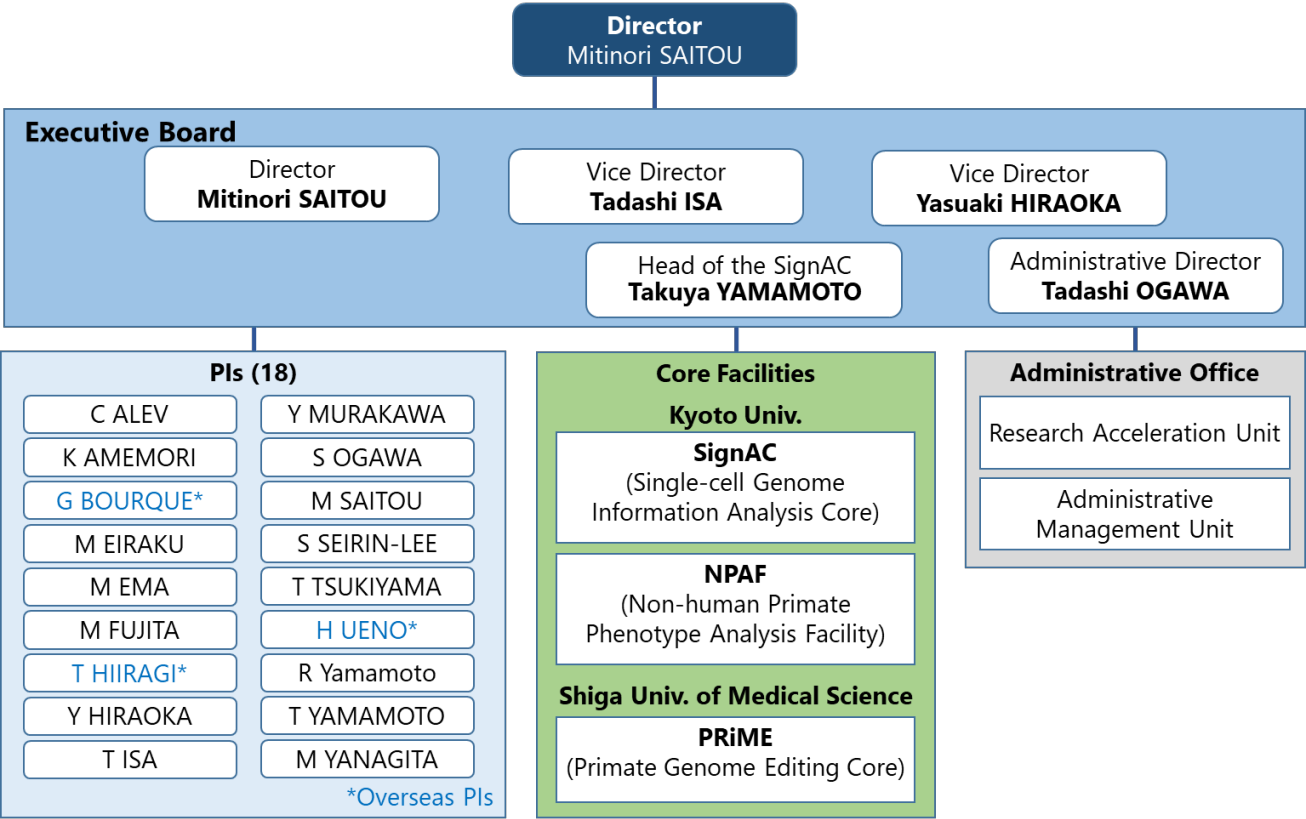 Director
Mitinori SAITOU
Executive Board
Director
Mitinori SAITOU
Vice Director
Tadashi ISA
Vice Director
Yasuaki HIRAOKA
Head of the SignAC
Takuya YAMAMOTO
Administrative Director
Tadashi OGAWA
PIs (18)
C ALEV
K AMEMORI
G BOURQUE*
M EIRAKU
M EMA
M FUJITA
T HIIRAGI*
Y HIRAOKA
T ISA
Y MURAKAWA
S OGAWA
M SAITOU
S SEIRIN-LEE
T TSUKIYAMA
H UENO*
R Yamamoto
T YAMAMOTO
M YANAGITA
*Overseas PIs
Core Facilities
Kyoto Univ.
SignAC
(Single-cell Genome
Information Analysis Core)
NPAF
(Non-human Primate
Phenotype Analysis Facility)
Shiga Univ. of Medical Science
PRiME
(Primate Genome Editing Core)
Administrative Office
Research Acceleration Unit
Administrative
Management Unit